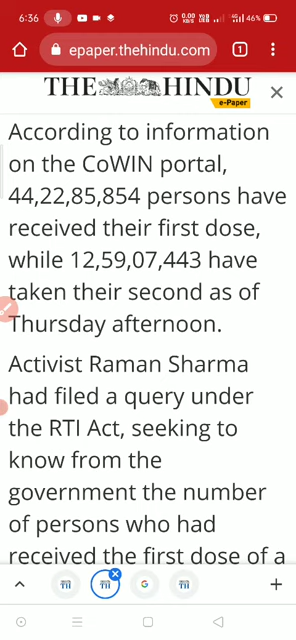 6:36
0.00
KB/S
46%
epaper.thehindu.com
1
THE HINDU
e-Paper
According to information
on the CoWIN portal,
44,22,85,854 persons have
received their first dose,
while 12,59,07,443 have
taken their second as of
Thursday afternoon.
Activist Raman Sharma
had filed a query under
the RTI Act, seeking to
know from the
government the number
of persons who had
received the first dose of a